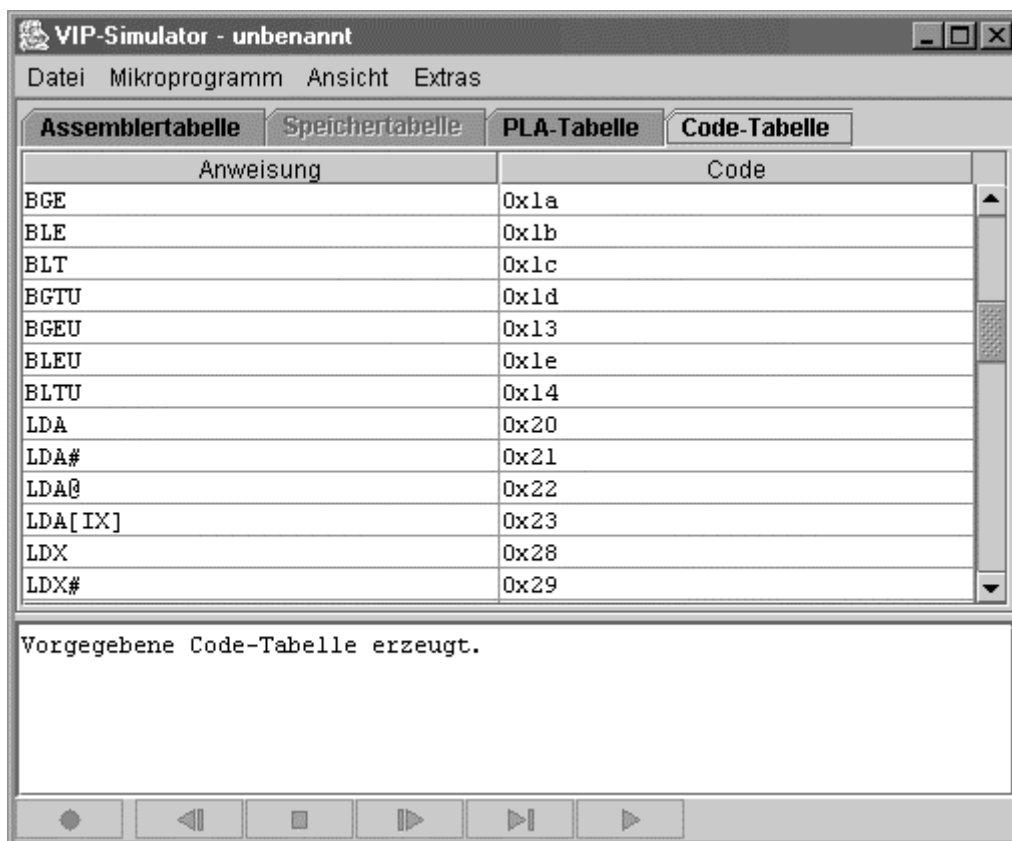 VIP-Simulator - unbenannt
Datei Mikroprogramm Ansicht Extras
Assemblertabelle Speichertabelle PLA-Tabelle Code-Tabelle
Anweisung Code
BGE 0x1a
BLE 0x1b
BLT 0x1c
BGTU 0x1d
BGEU 0x13
BLEU 0x1e
BLTU 0x14
LDA 0x20
LDA# 0x21
LDA@ 0x22
LDA[IX] 0x23
LDX 0x28
LDX# 0x29
Vorgegebene Code-Tabelle erzeugt.